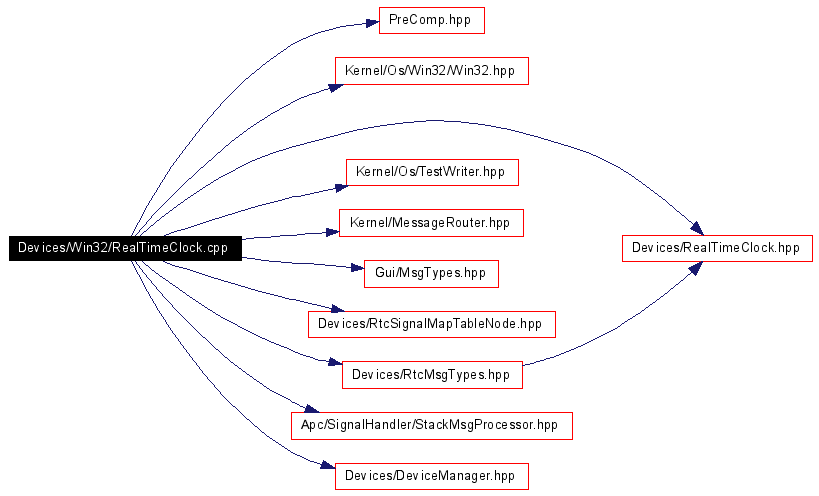 PreComp.hpp
Kernel/Os/Win32/Win32.hpp
Kernel/Os/TestWriter.hpp
Kernel/MessageRouter.hpp
Devices/Win32/RealTimeClock.cpp
Devices/RealTimeClock.hpp
Gui/MsgTypes.hpp
Devices/RtcSignalMapTableNode.hpp
Devices/RtcMsgTypes.hpp
Apc/SignalHandler/StackMsgProcessor.hpp
Devices/DeviceManager.hpp